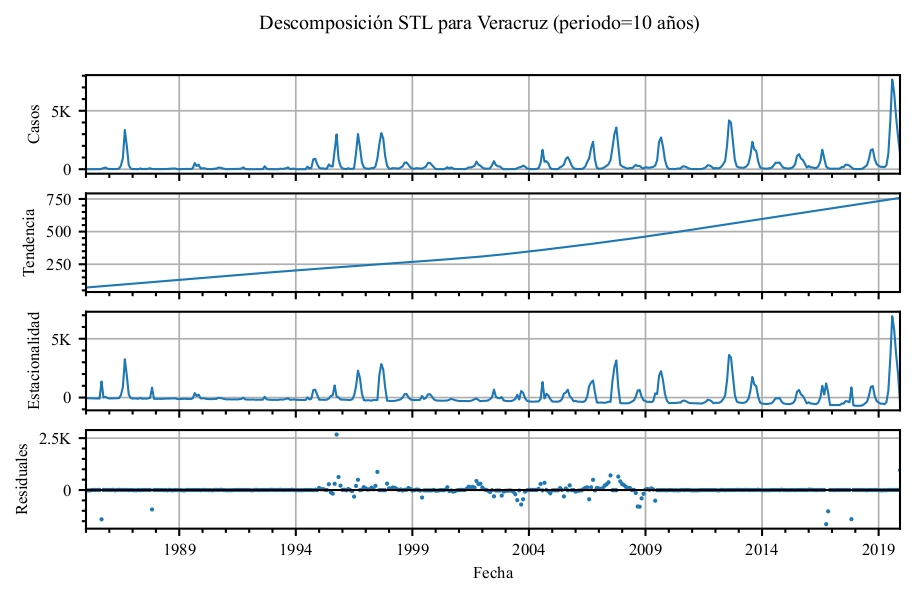 Descomposición STL para Veracruz (periodo=10 años)
Casos
5K
0
Tendencia
750
500
250
Estacionalidad
5K
0
Residuales
2.5K
0
1989 1994 1999 2004 2009 2014 2019
Fecha